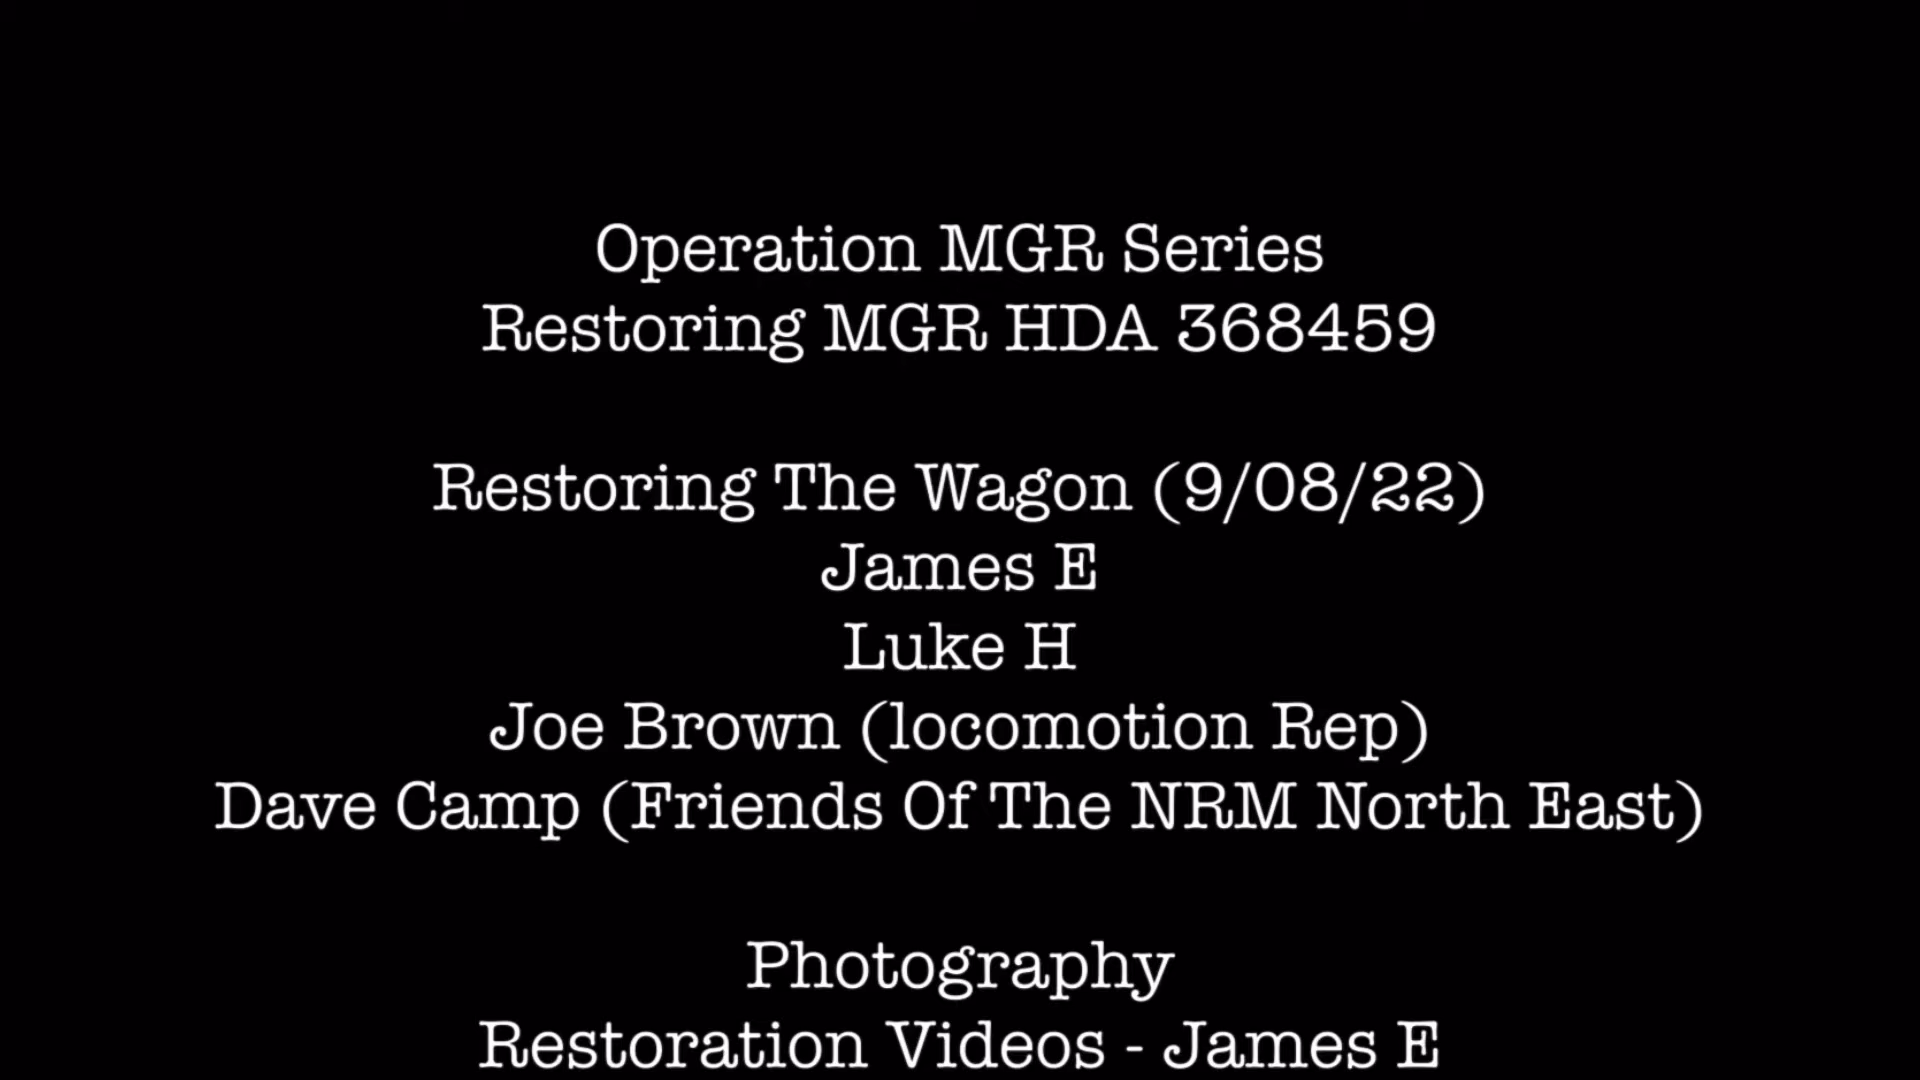 Operation MGR Series
Restoring MGR HDA 368459
Restoring The Wagon (9/08/22)
James E
Luke H
Joe Brown (locomotion Rep)
Dave Camp (Friends Of The NRM North East)
Photography
Restoration Videos - James E